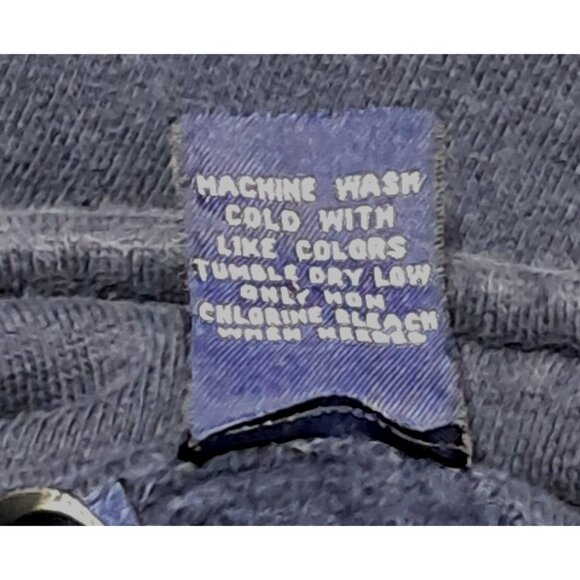 MACHINE WASH
COLD WITH
LIKE COLORS
TUMBLE DRY LOW
ONLY NON
CHLORINE BLEACH
WHEN NEEDED